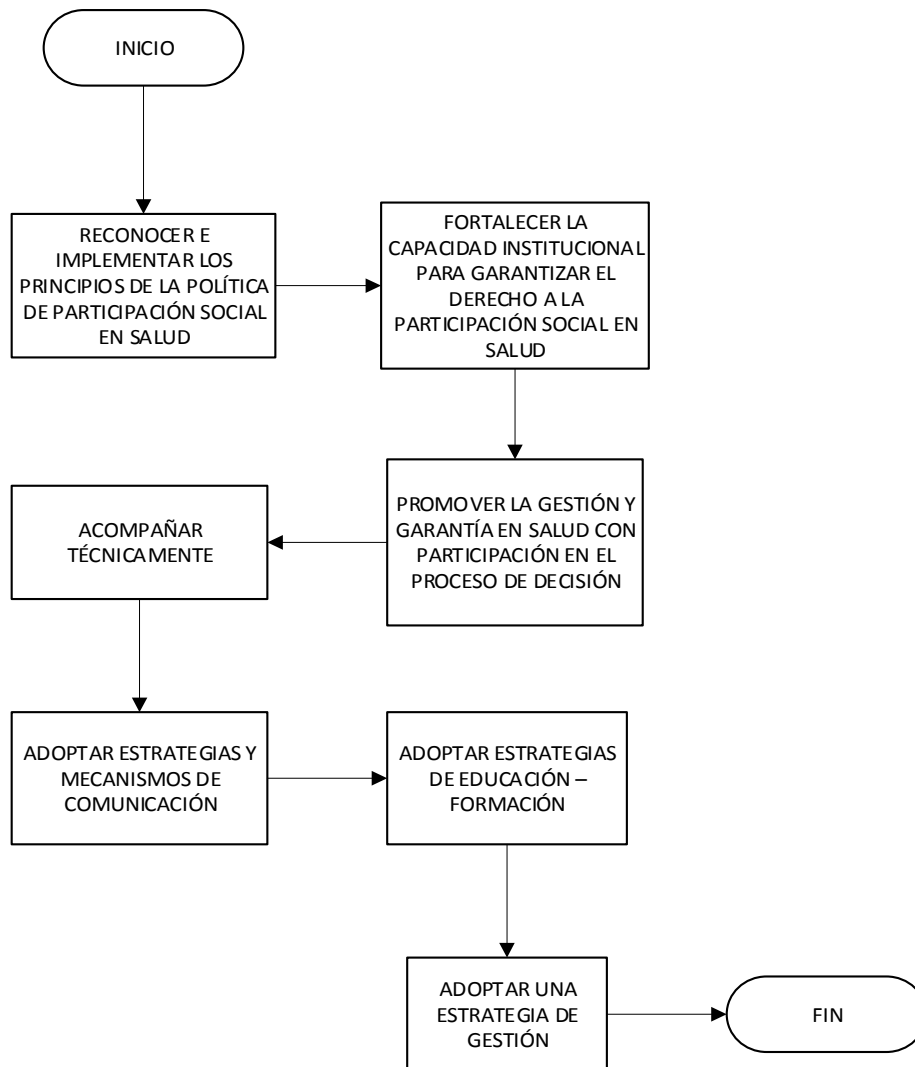 INICIO
RECONOCER E
IMPLEMENTAR LOS
PRINCIPIOS DE LA POLÍTICA
DE PARTICIPACIÓN SOCIAL
EN SALUD
FORTALECER LA
CAPACIDAD INSTITUCIONAL
PARA GARANTIZAR EL
DERECHO A LA
PARTICIPACIÓN SOCIAL EN
SALUD
PROMOVER LA GESTIÓN Y
GARANTÍA EN SALUD CON
PARTICIPACIÓN EN EL
PROCESO DE DECISIÓN
ACOMPAÑAR
TÉCNICAMENTE
ADOPTAR ESTRATEGIAS Y
MECANISMOS DE
COMUNICACIÓN
ADOPTAR ESTRATEGIAS
DE EDUCACIÓN –
FORMACIÓN
ADOPTAR UNA
ESTRATEGIA DE
GESTIÓN
FIN